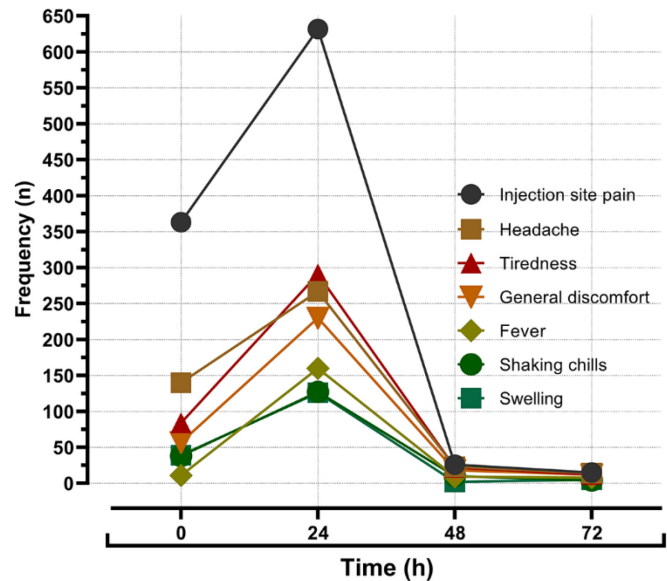 650
600
550
500
450
400
350
300
250
200
150
100
50
0
Frequency (n)
Injection site pain
Headache
Tiredness
General discomfort
Fever
Shaking chills
Swelling
0 24 48 72
Time (h)